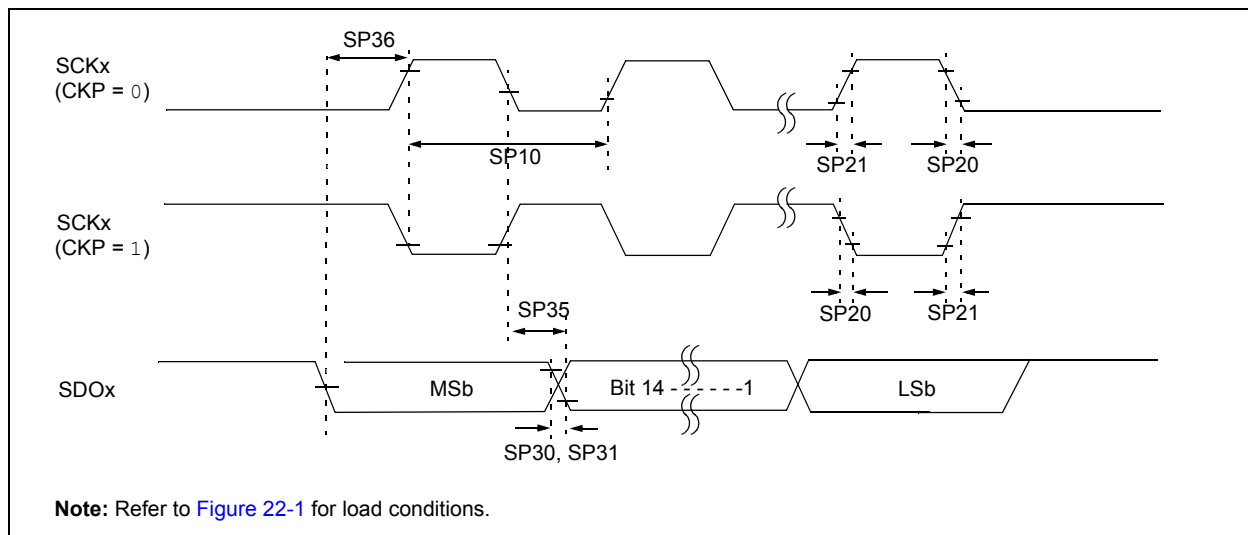 SP36
SCKx
(CKP = 0)
SP10
SP21
SP20
SCKx
(CKP = 1)
SP35
SP20
SP21
SDOx
MSb
Bit 14 - - - - - -1
LSb
SP30, SP31
Note: Refer to Figure 22-1 for load conditions.